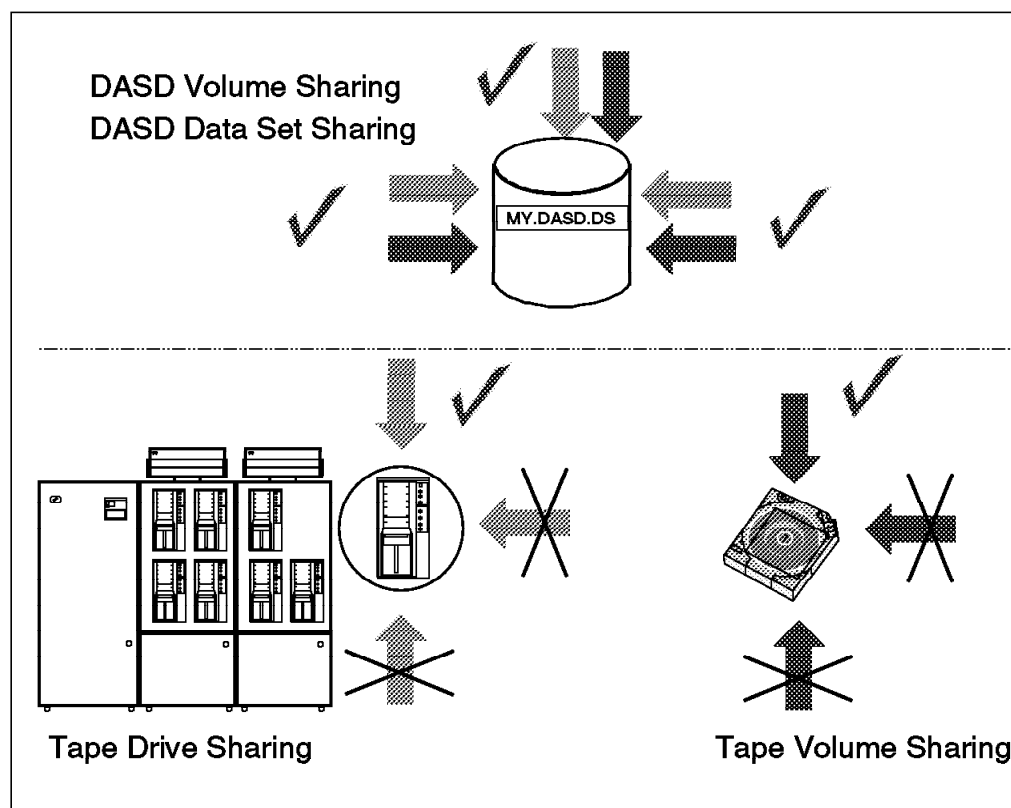 DASD Volume Sharing
DASD Data Set Sharing
MY.DASD.DS
Tape Drive Sharing
Tape Volume Sharing